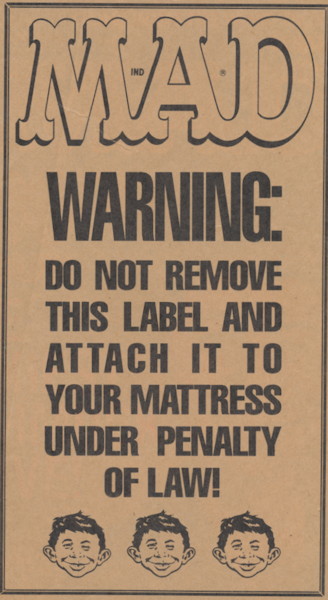 MAD
IND
®
WARNING:
DO NOT REMOVE
THIS LABEL AND
ATTACH IT TO
YOUR MATTRESS
UNDER PENALTY
OF LAW!